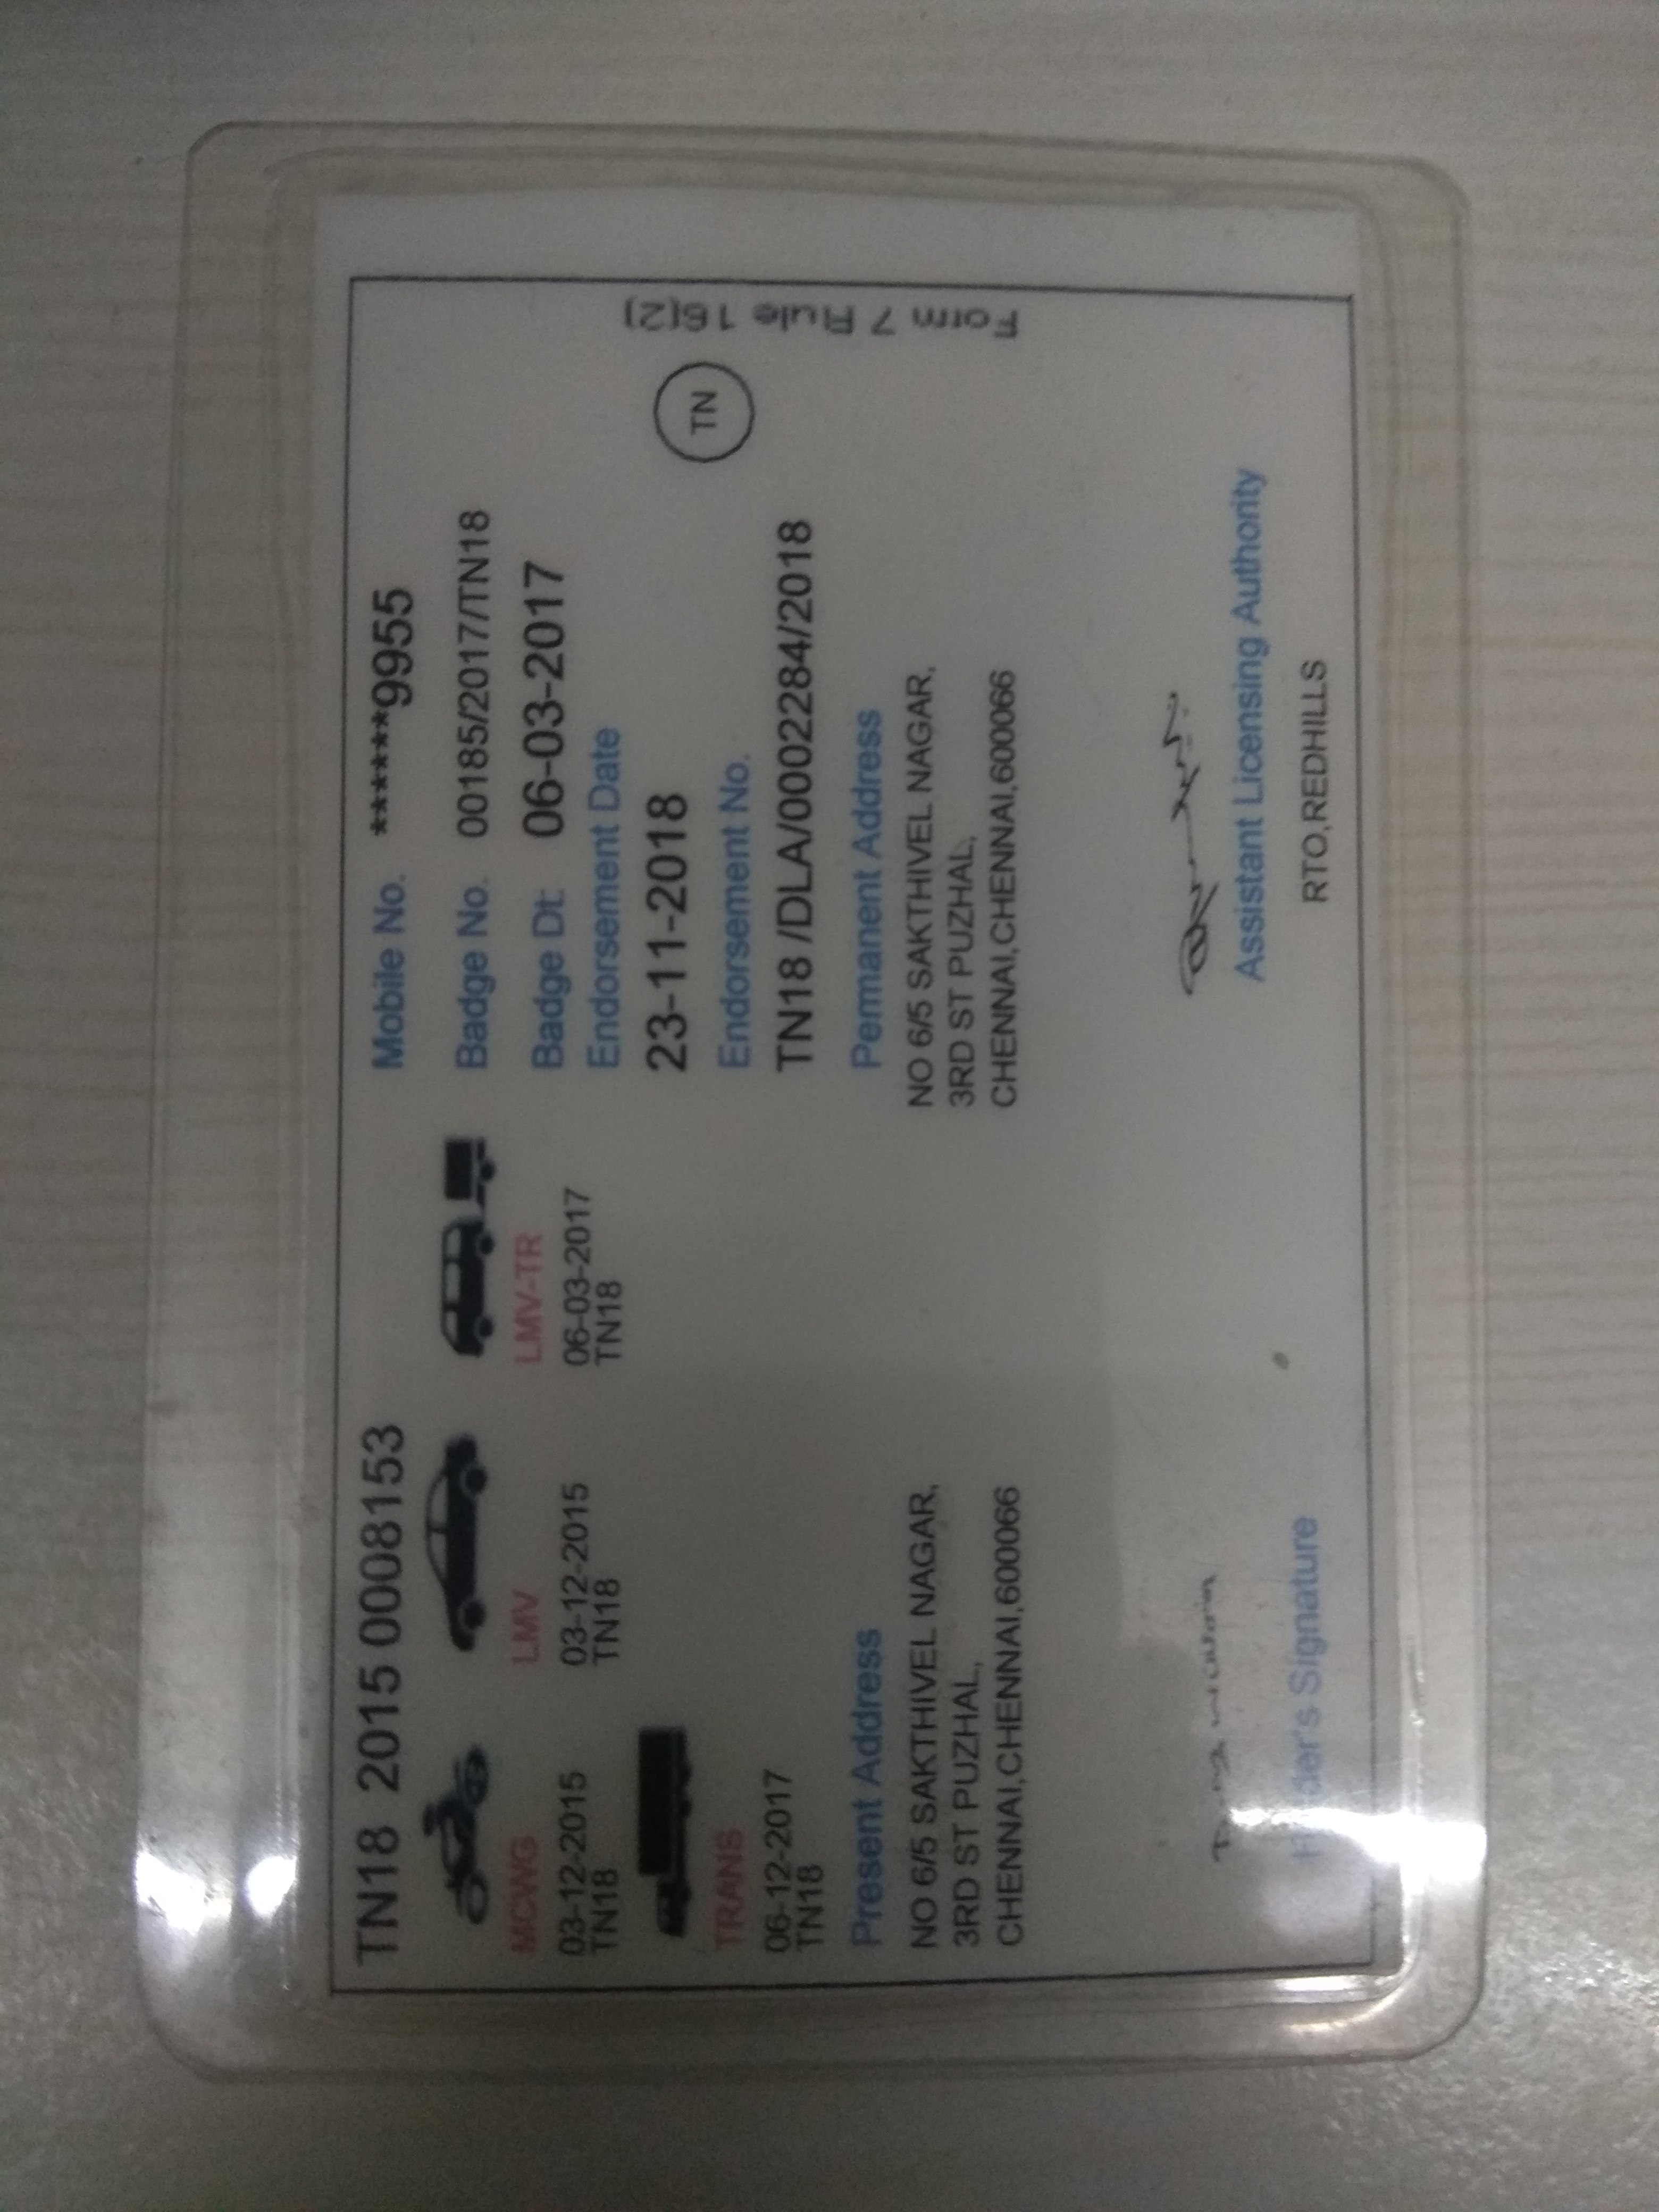 TN18 2015 0008153
MCWG
03-12-2015
TN18
LMV
03-12-2015
TN18
LMV-TR
06-03-2017
TN18
TRANS
06-12-2017
TN18
Mobile No. ******9955
Badge No. 00185/2017/TN18
Badge Dt. 06-03-2017
Endorsement Date
23-11-2018
Endorsement No.
TN18 /DLA/0002284/2018
TN
Form 7 Rule 16(2)
Present Address
NO 6/5 SAKTHIVEL NAGAR,
3RD ST PUZHAL,
CHENNAI,CHENNAI,600066
Permanent Address
NO 6/5 SAKTHIVEL NAGAR,
3RD ST PUZHAL,
CHENNAI,CHENNAI,600066
Holder's Signature
Assistant Licensing Authority
RTO,REDHILLS